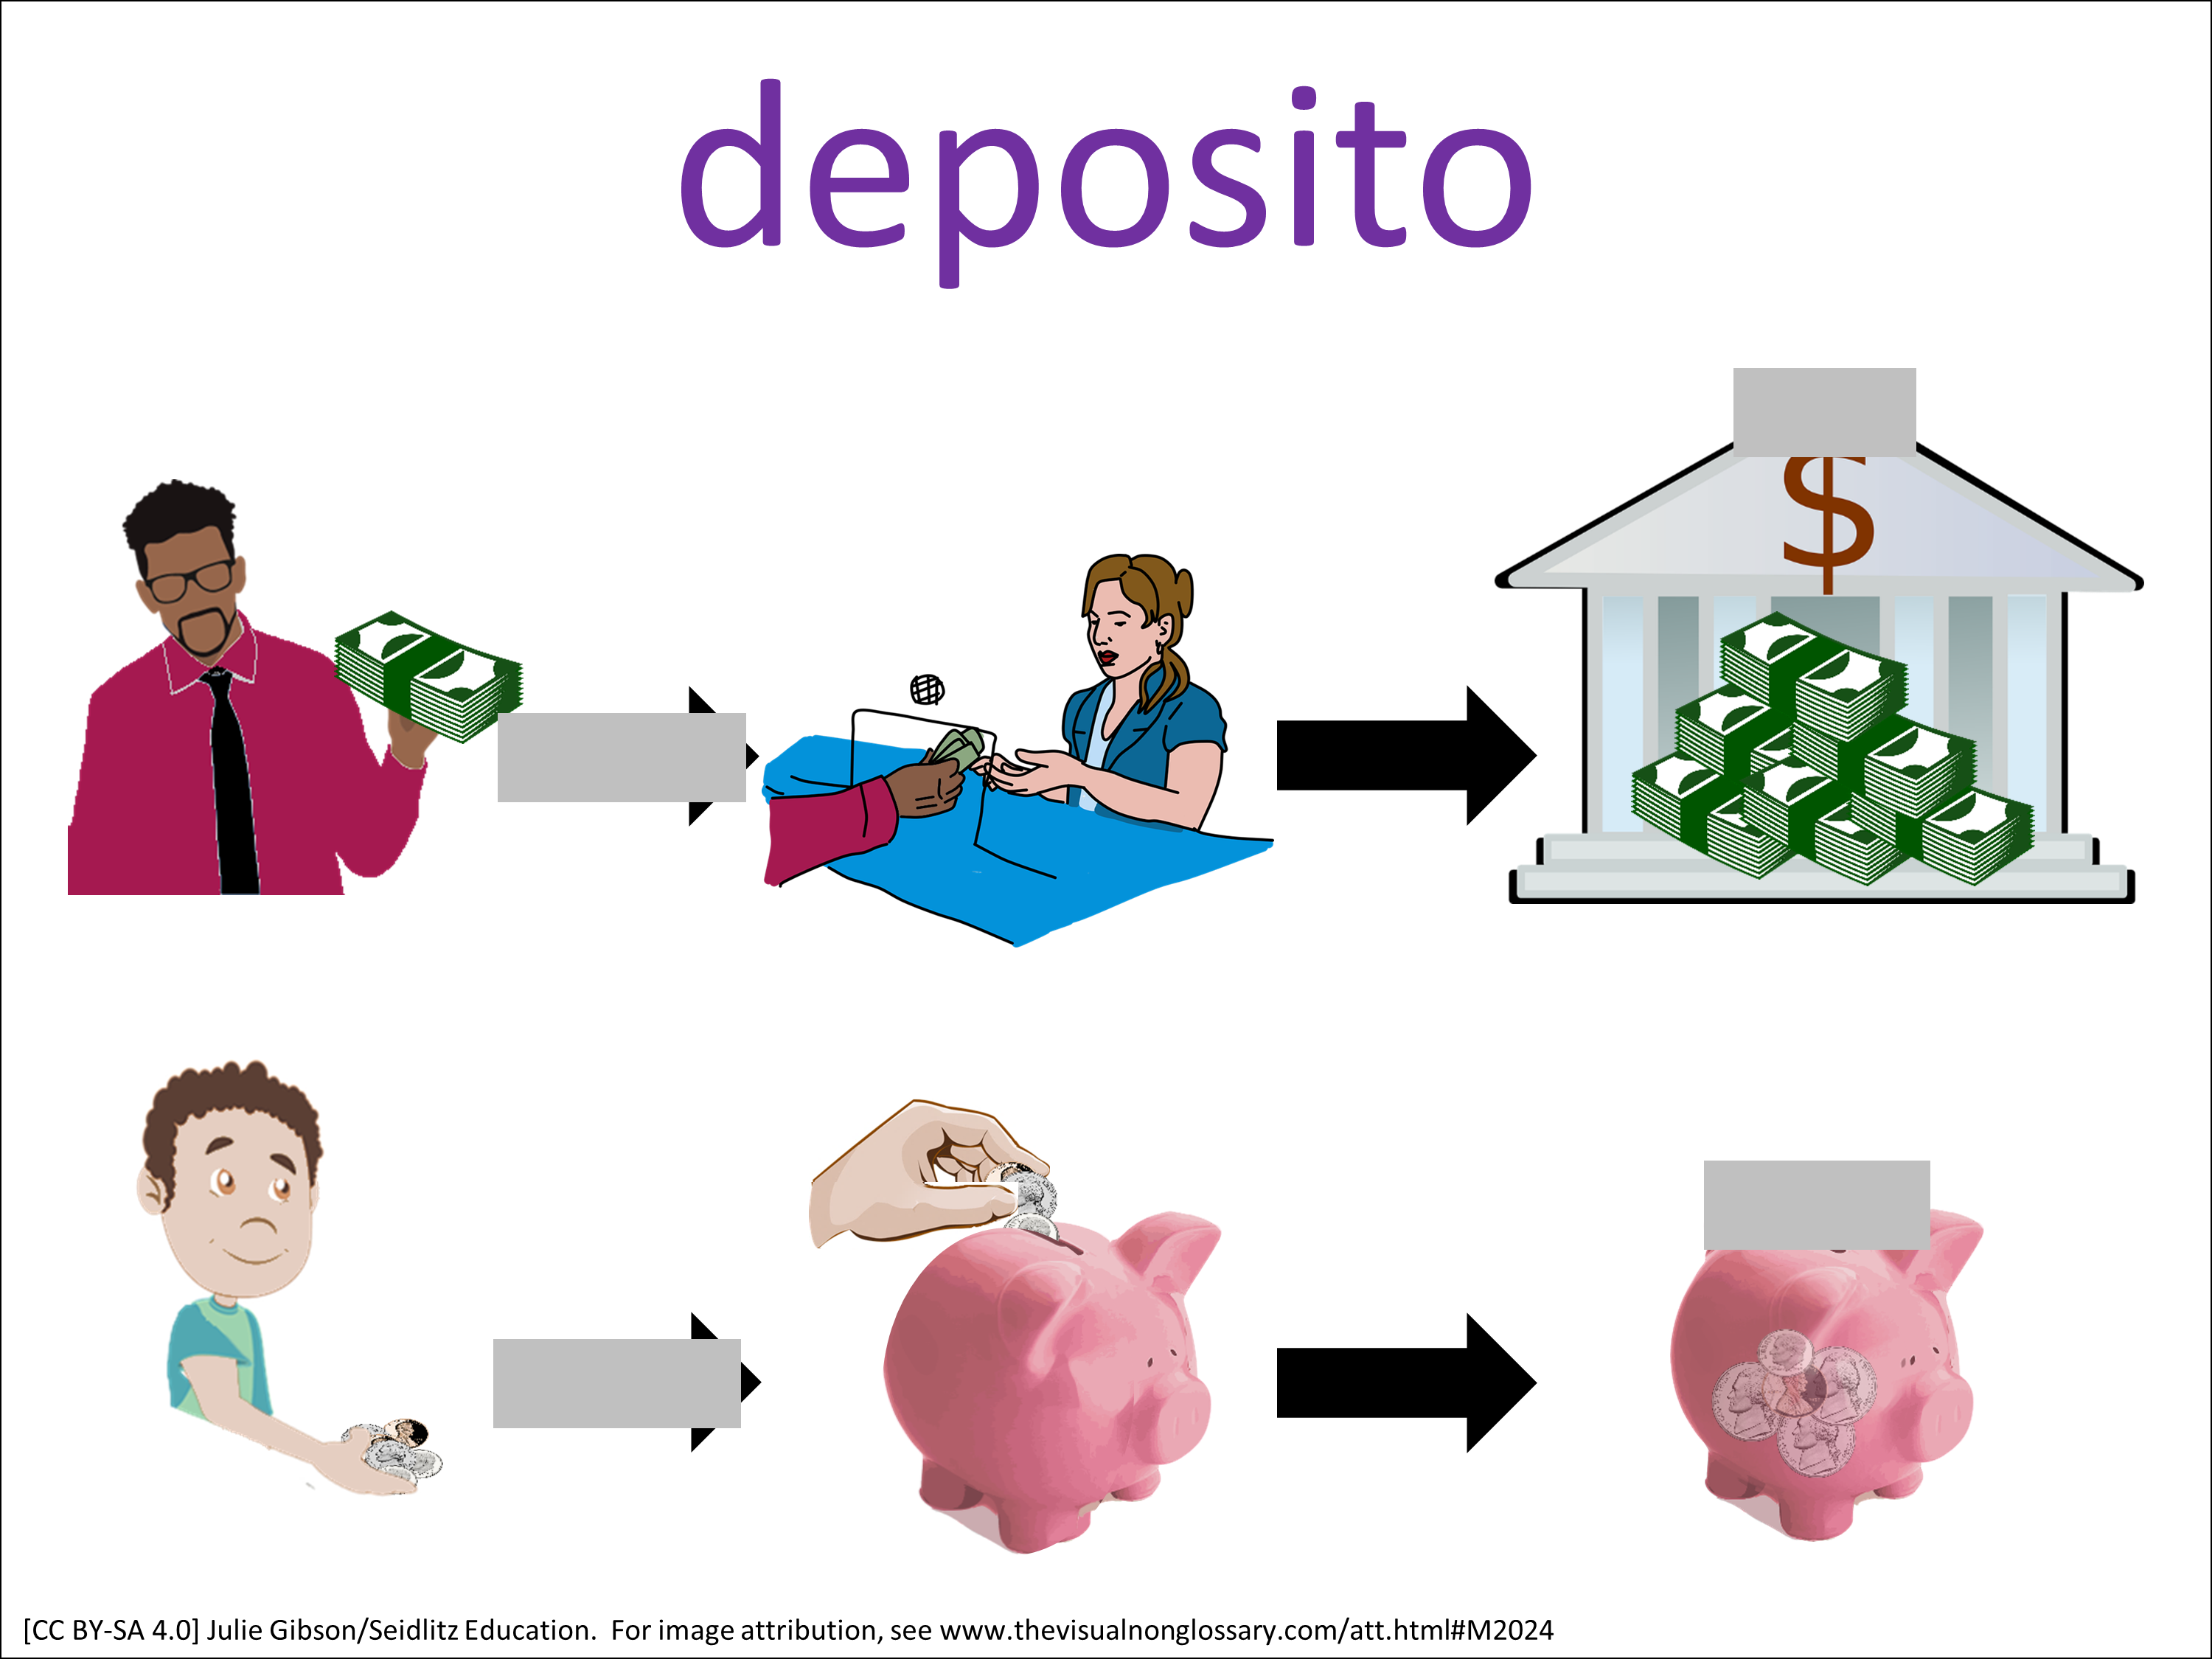 deposito
$
[CC BY-SA 4.0] Julie Gibson/Seidlitz Education.  For image attribution, see www.thevisualnonglossary.com/att.html#M2024